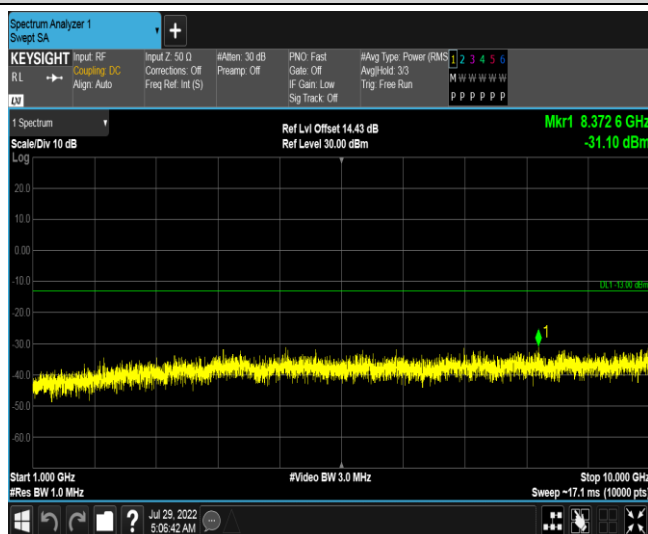 Spectrum Analyzer 1
Swept SA
+
KEYSIGHT Input: RF Input Z: 50 Ω #Atten: 30 dB PNO: Fast #Avg Type: Power (RMS 1 2 3 4 5 6
RL Coupling: DC Corrections: Off Preamp: Off Gate: Off Avg|Hold: 3/3 M W W W W W
Align: Auto Freq Ref: Int (S) IF Gain: Low Trig: Free Run
LXI Sig Track: Off P P P P P P
1 Spectrum Ref Lvl Offset 14.43 dB Mkr1 8.372 6 GHz
Scale/Div 10 dB Ref Level 30.00 dBm -31.10 dBm
Log
20.0
10.0
0.00
-10.0
DL1 -13.00 dBm
-20.0
-30.0
1
-40.0
-50.0
-60.0
Start 1.000 GHz #Video BW 3.0 MHz Stop 10.000 GHz
#Res BW 1.0 MHz Sweep ~17.1 ms (10000 pts)
? Jul 29, 2022
5:06:42 AM